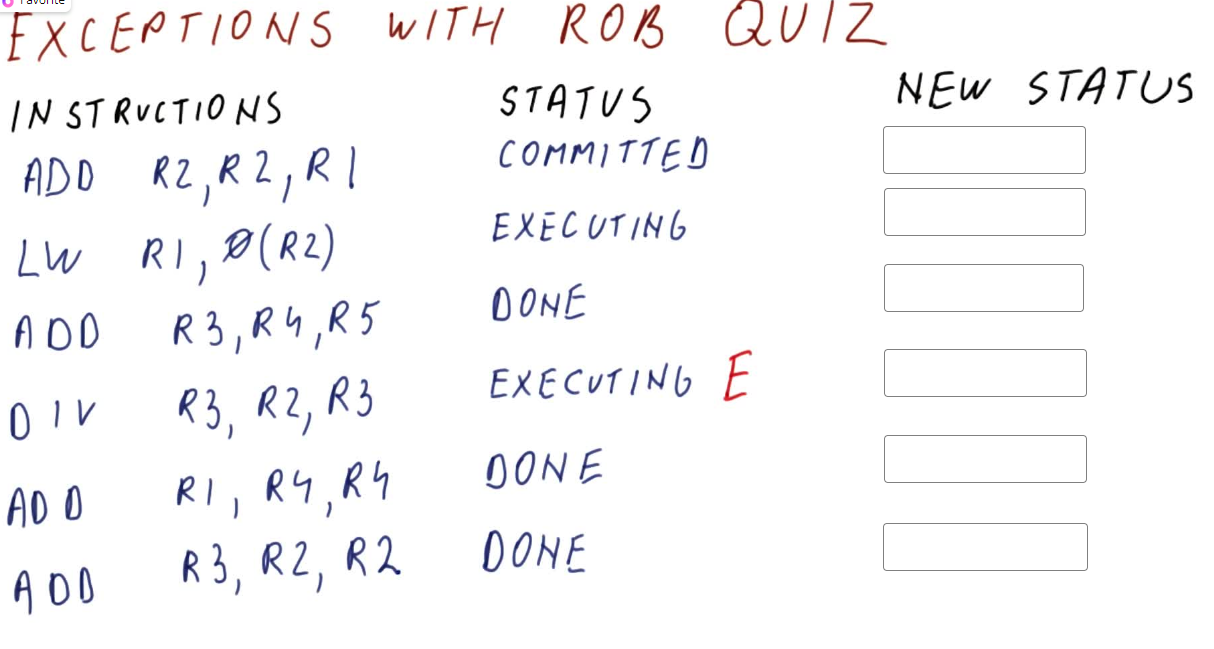 Favorite
EXCEPTIONS WITH ROB QUIZ
INSTRUCTIONS STATUS NEW STATUS
ADD R2,R2,R1 COMMITTED
LW R1,0(R2) EXECUTING
ADD R3,R4,R5 DONE
DIV R3,R2,R3 EXECUTING E
ADD R1,R4,R4 DONE
ADD R3,R2,R2 DONE